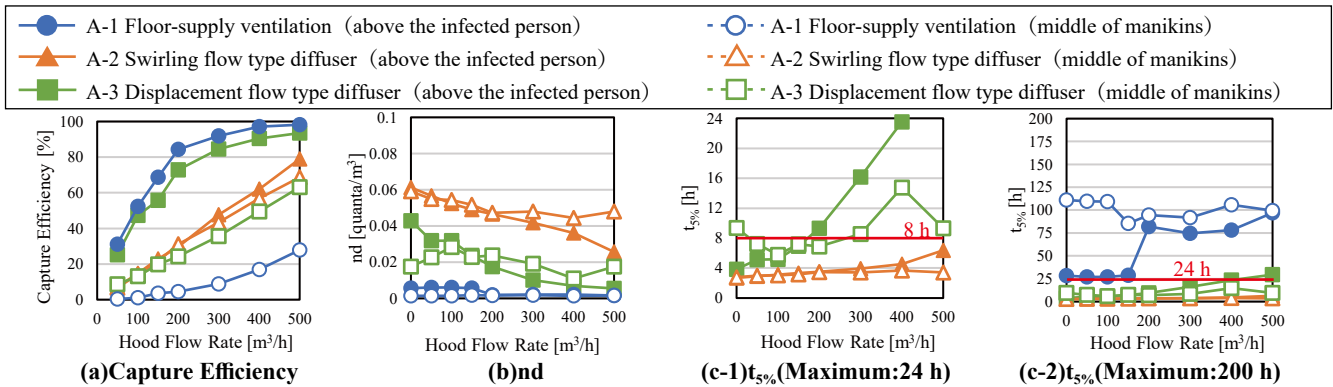 A-1 Floor-supply ventilation（above the infected person）
A-2 Swirling flow type diffuser（above the infected person）
A-3 Displacement flow type diffuser（above the infected person）
A-1 Floor-supply ventilation（middle of manikins）
A-2 Swirling flow type diffuser（middle of manikins）
A-3 Displacement flow type diffuser（middle of manikins）
Capture Efficiency [%]
100
80
60
40
20
0
0 100 200 300 400 500
Hood Flow Rate [m³/h]
(a)Capture Efficiency
nd [quanta/m³]
0.1
0.08
0.06
0.04
0.02
0
0 100 200 300 400 500
Hood Flow Rate [m³/h]
(b)nd
t5% [h]
24
20
16
12
8
4
0
8 h
0 100 200 300 400 500
Hood Flow Rate [m³/h]
(c-1)t5%(Maximum:24 h)
t5% [h]
200
175
150
125
100
75
50
25
0
24 h
0 100 200 300 400 500
Hood Flow Rate [m³/h]
(c-2)t5%(Maximum:200 h)